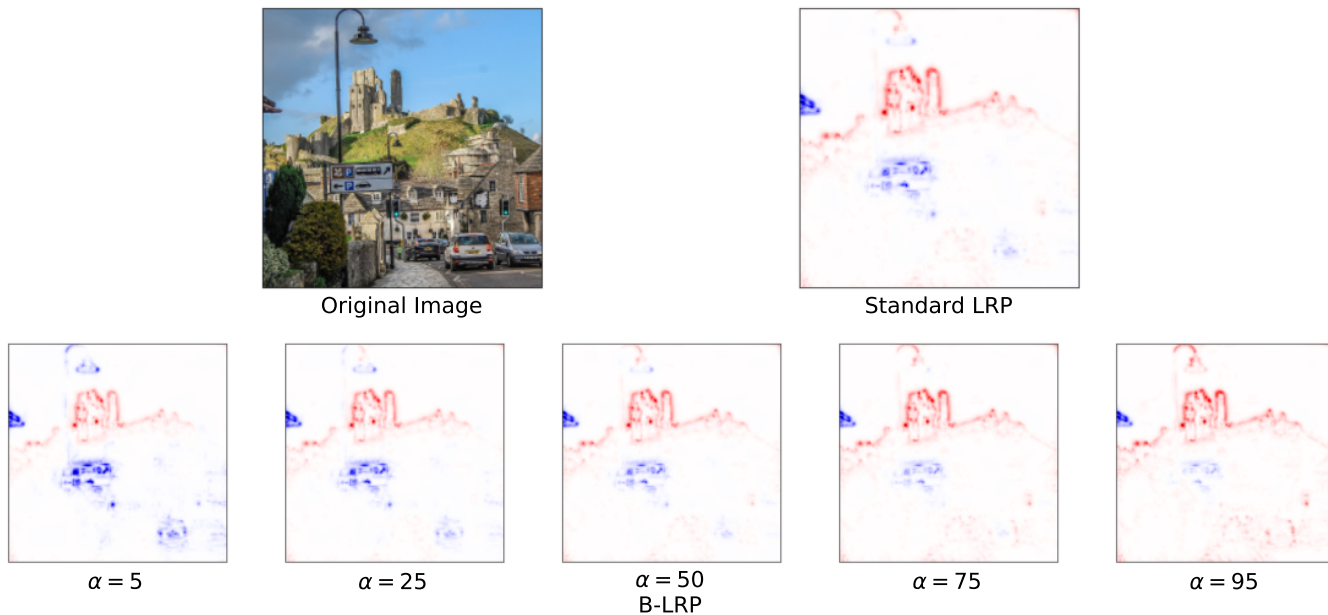 Original Image
Standard LRP
α = 5
α = 25
α = 50
α = 75
α = 95
B-LRP